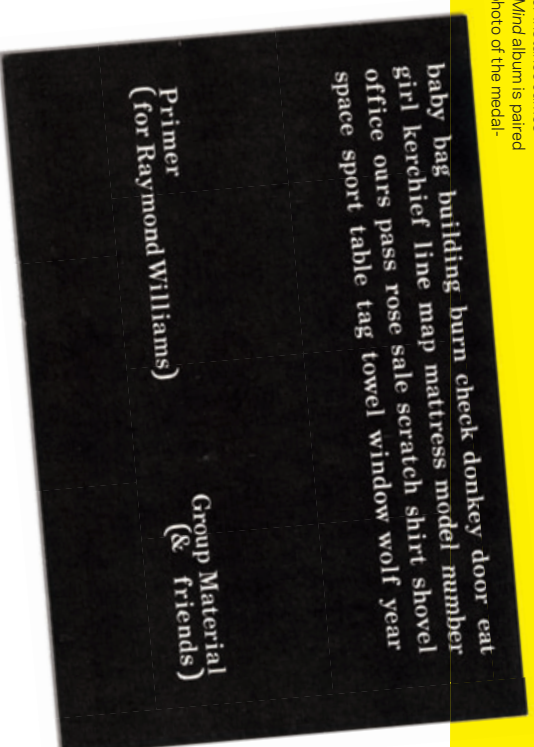 Mind album is paired
photo of the medal-
baby bag building burn check donkey door eat
girl kerchief line map mattress model number
office ours pass rose sale scratch shirt shovel
space sport table tag towel window wolf year
Primer
(for Raymond Williams)
Group Material
(& friends)